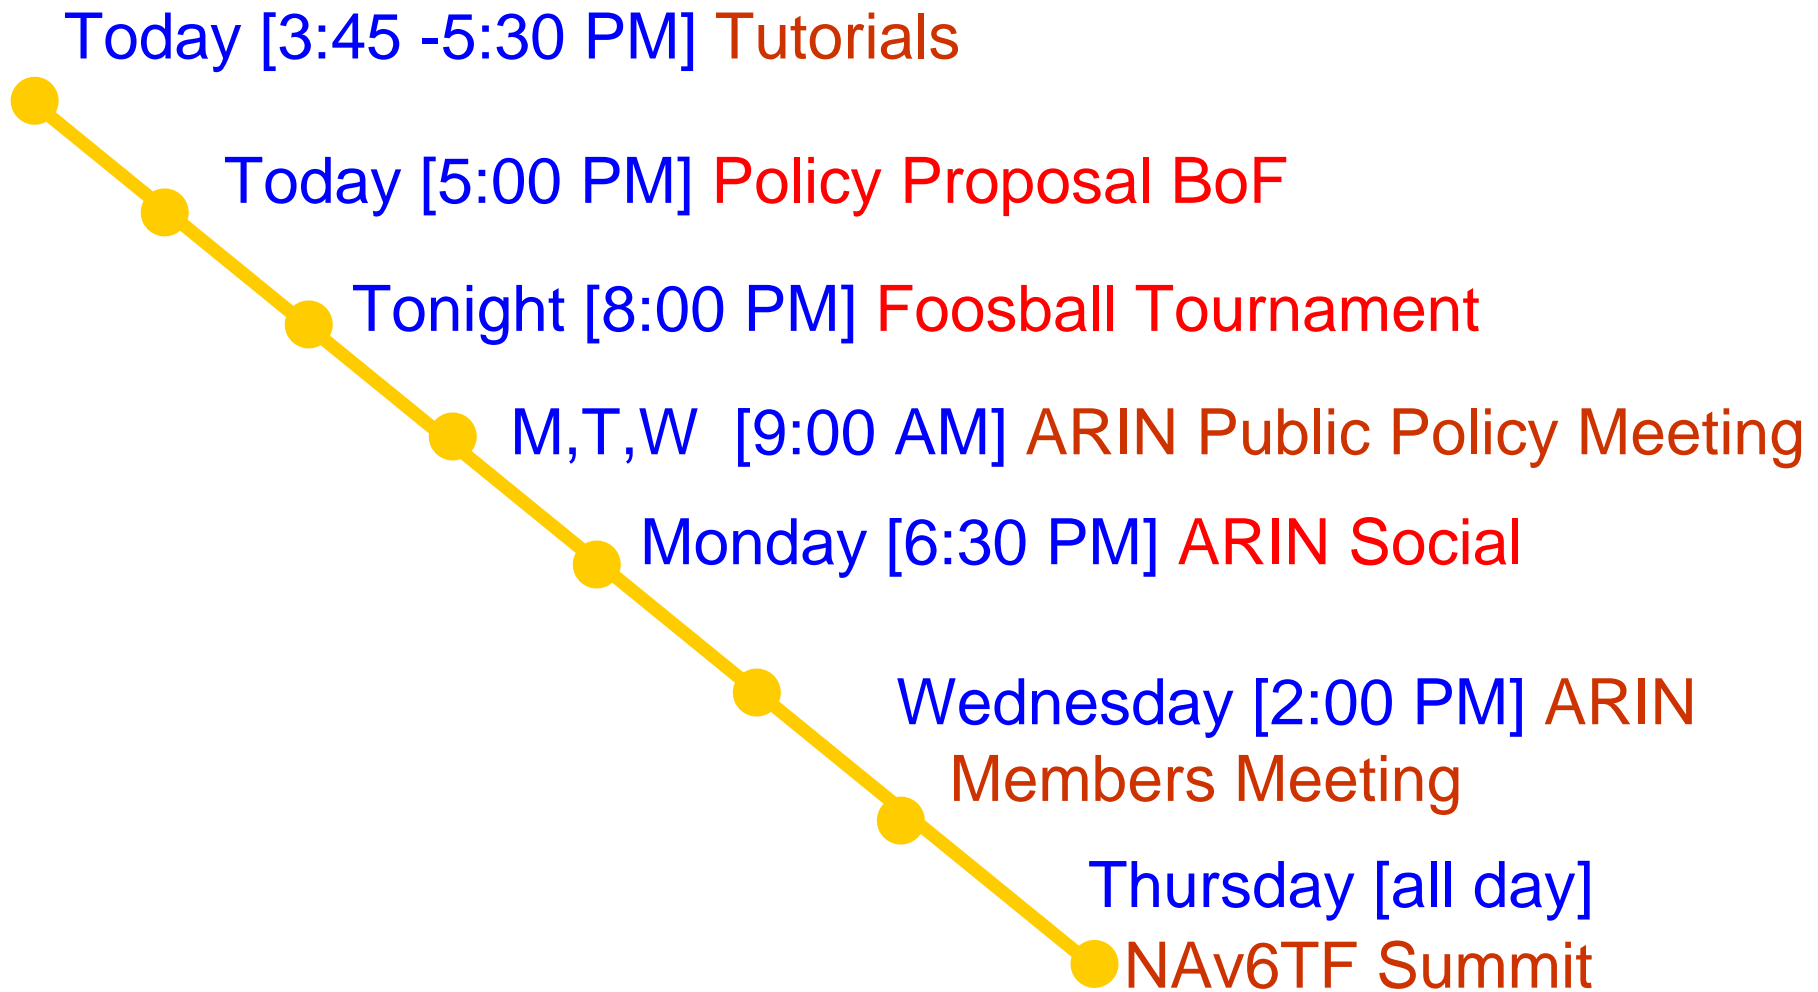 Today [3:45 -5:30 PM] Tutorials
Today [5:00 PM] Policy Proposal BoF
Tonight [8:00 PM] Foosball Tournament
M,T,W  [9:00 AM] ARIN Public Policy Meeting
Monday [6:30 PM] ARIN Social
Wednesday [2:00 PM] ARIN
Members Meeting
Thursday [all day]
NAv6TF Summit